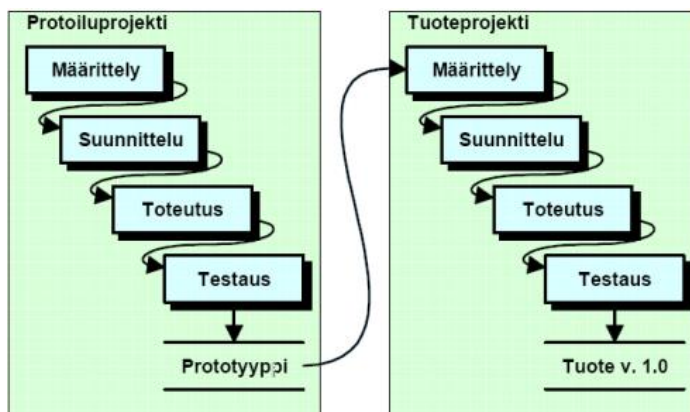 Protoiluprojekti
Määrittely
Suunnittelu
Toteutus
Testaus
Prototyyppi
Tuoteprojekti
Määrittely
Suunnittelu
Toteutus
Testaus
Tuote v. 1.0